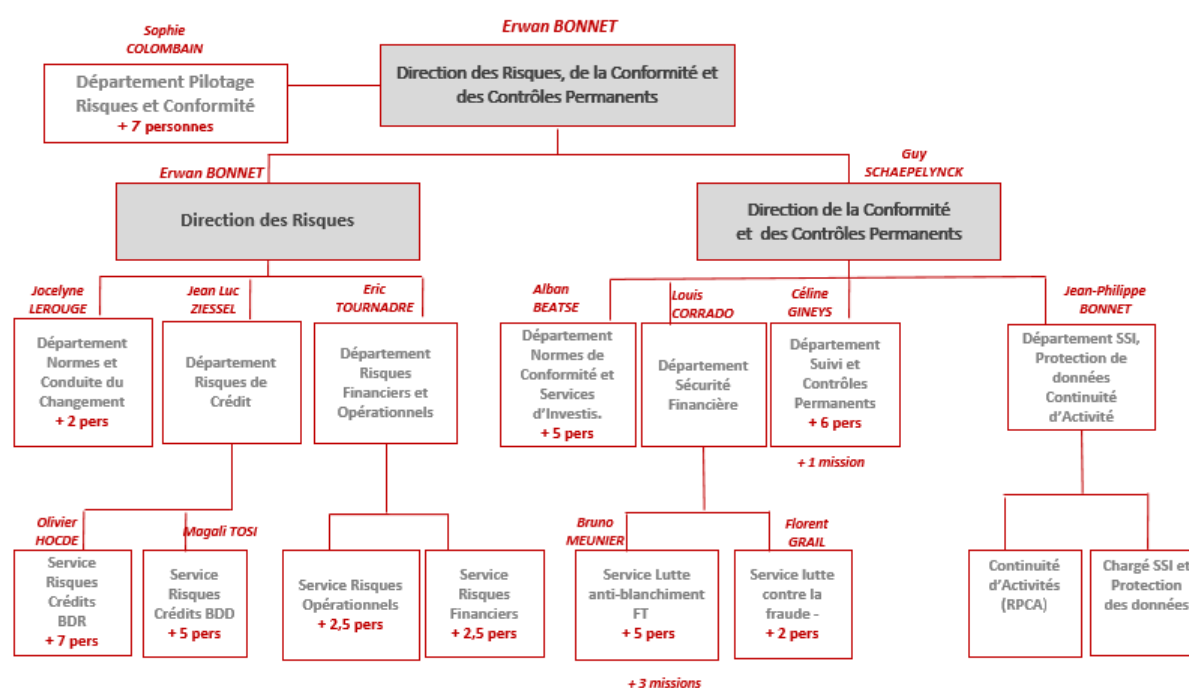 Sophie
COLOMBAIN
Erwan BONNET
Département Pilotage
Risques et Conformité
+ 7 personnes
Direction des Risques, de la Conformité et
des Contrôles Permanents
Erwan BONNET
Guy
SCHAEPELYNCK
Direction des Risques
Direction de la Conformité
et des Contrôles Permanents
Jocelyne
LEROUGE
Jean Luc
ZIESSEL
Eric
TOURNADRE
Alban
BEATSE
Louis
CORRADO
Céline
GINEYS
Jean-Philippe
BONNET
Département
Normes et
Conduite du
Changement
+ 2 pers
Département
Risques de
Crédit
Département
Risques
Financiers et
Opérationnels
Département
Normes de
Conformité et
Services
d'Investis.
+ 5 pers
Département
Sécurité
Financière
Département
Suivi et
Contrôles
Permanents
+ 6 pers
+ 1 mission
Département SSI,
Protection de
données
Continuité
d'Activité
Olivier
HOCDE
Magali TOSI
Bruno
MEUNIER
Florent
GRAIL
Service
Risques
Crédits
BDR
+ 7 pers
Service
Risques
Crédits BDD
+ 5 pers
Service Risques
Opérationnels
+ 2,5 pers
Service
Risques
Financiers
+ 2,5 pers
Service Lutte
anti-blanchiment
FT
+ 5 pers
+ 3 missions
Service lutte
contre la
fraude -
+ 2 pers
Continuité
d'Activités
(RPCA)
Chargé SSI et
Protection
des données